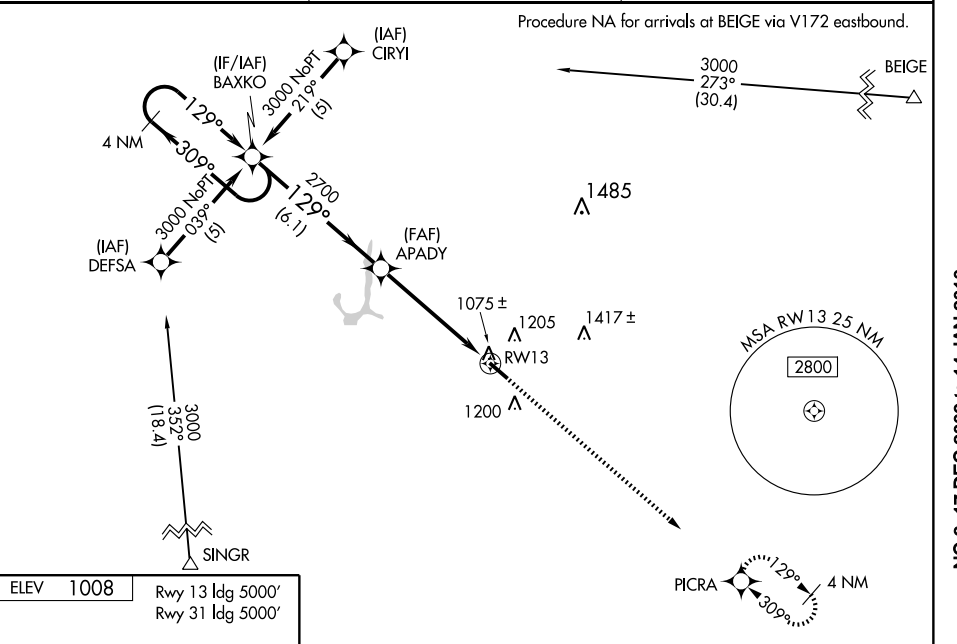 Procedure NA for arrivals at BEIGE via V172 eastbound.
(IAF)
CIRYI
(IF/IAF)
BAXKO
3000 NoPT
219°
(5)
3000
273°
(30.4)
BEIGE
129°
4 NM
309°
3000 NoPT
039°
(5)
2700
129°
(6.1)
1485
(IAF)
DEFSA
(FAF)
APADY
1075 ±
1205
1417 ±
RW13
MSA RW 13 25 NM
2800
1200
3000
352°
(18.4)
SINGR
PICRA
129°
4 NM
309°
ELEV 1008
Rwy 13 ldg 5000'
Rwy 31 ldg 5000'